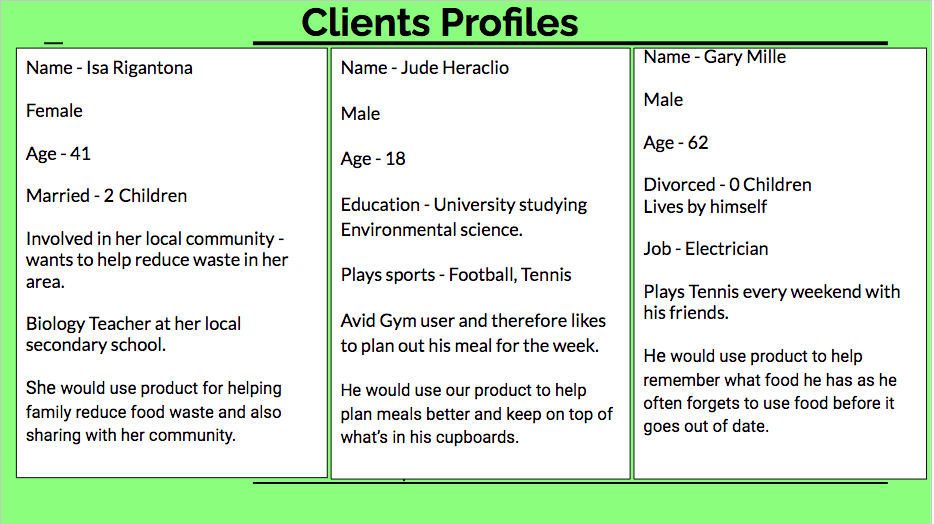 Clients Profiles
Name - Isa Rigantona
Female
Age - 41
Married - 2 Children
Involved in her local community -
wants to help reduce waste in her
area.
Biology Teacher at her local
secondary school.
She would use product for helping
family reduce food waste and also
sharing with her community.
Name - Jude Heraclio
Male
Age - 18
Education - University studying
Environmental science.
Plays sports - Football, Tennis
Avid Gym user and therefore likes
to plan out his meal for the week.
He would use our product to help
plan meals better and keep on top of
what's in his cupboards.
Name - Gary Mille
Male
Age - 62
Divorced - 0 Children
Lives by himself
Job - Electrician
Plays Tennis every weekend with
his friends.
He would use product to help
remember what food he has as he
often forgets to use food before it
goes out of date.